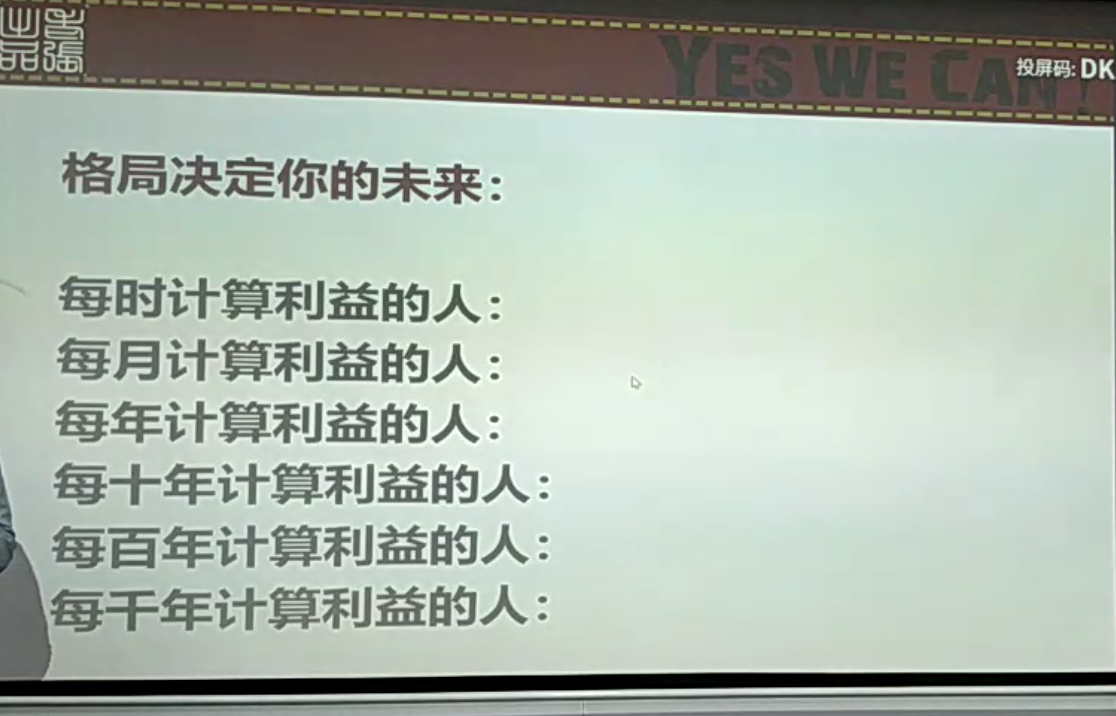 YES WE CAN!
投屏码: DK
格局决定你的未来：
每时计算利益的人：
每月计算利益的人：
每年计算利益的人：
每十年计算利益的人：
每百年计算利益的人：
每千年计算利益的人：